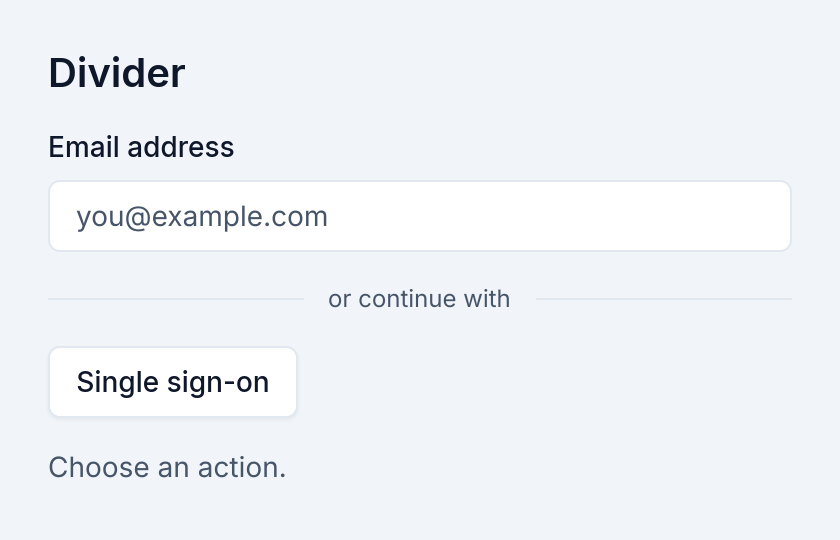 Divider
Email address
you@example.com
or continue with
Single sign-on
Choose an action.